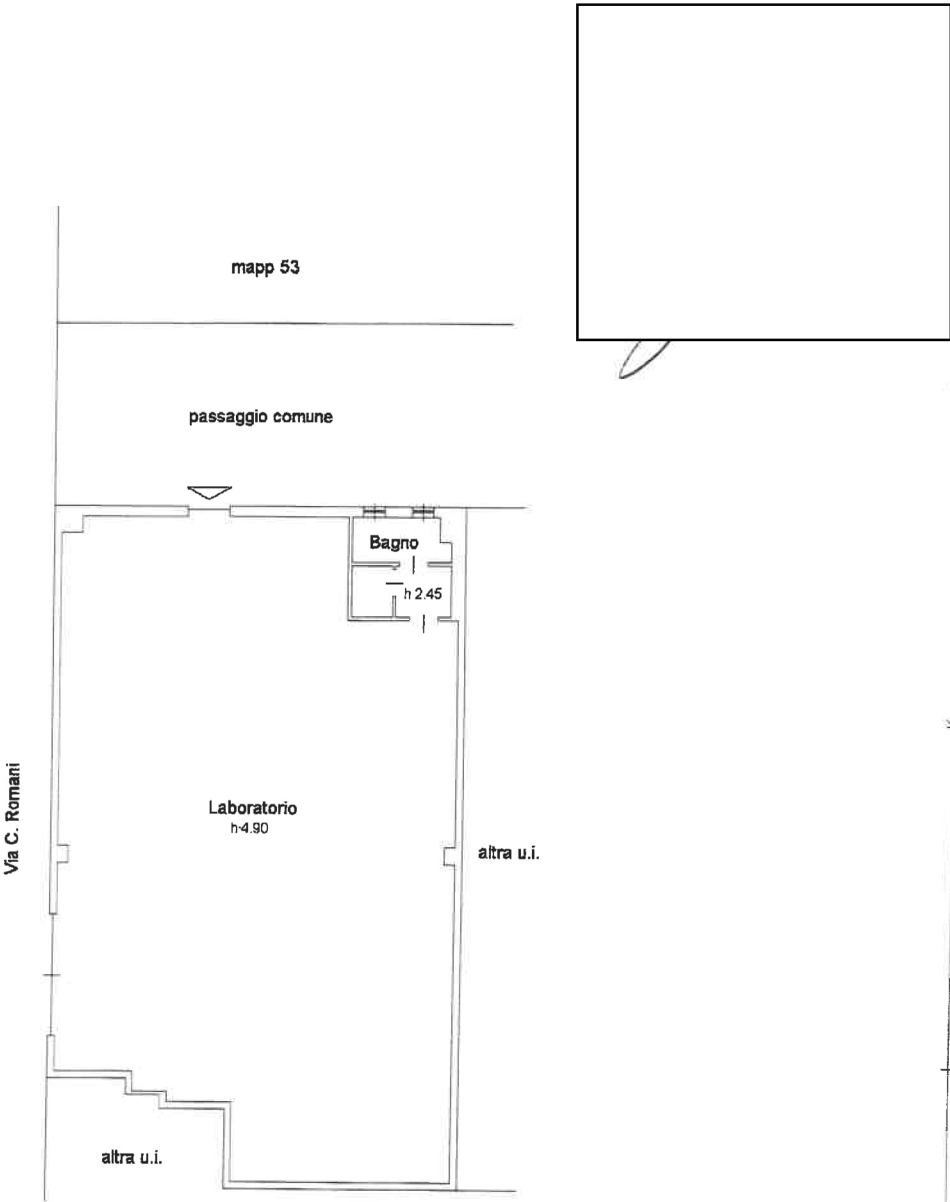 mapp 53
passaggio comune
Bagno
h 2.45
Via C. Romani
Laboratorio
h-4.90
altra u.i.
altra u.i.